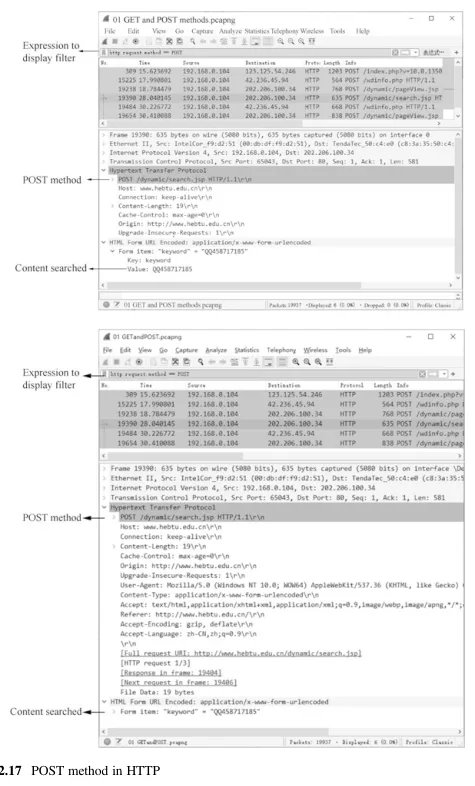 01 GET and POST methods.pcapng
File Edit View Go Capture Analyze Statistics Telephony Wireless Tools Help
Expression to
display filter
http request method == POST
表达式…
+
No. Time Source Destination Protoc Length Info
309 15.623692 192.168.0.104 123.125.54.246 HTTP 1203 POST /index.php?s=10.0.1350
15225 17.990801 192.168.0.104 42.236.45.94 HTTP 564 POST /wdinfo.php HTTP/1.1
19238 18.784479 192.168.0.104 202.206.100.34 HTTP 768 POST /dynamic/pageView.jsp
19390 28.040145 192.168.0.104 202.206.100.34 HTTP 635 POST /dynamic/search.jsp HT
19484 30.226772 192.168.0.104 42.236.45.94 HTTP 668 POST /wdinfo.php HTTP/1.1
19654 30.410088 192.168.0.104 202.206.100.34 HTTP 838 POST /dynamic/pageView.jsp
> Frame 19390: 635 bytes on wire (5080 bits), 635 bytes captured (5080 bits) on interface 0
> Ethernet II, Src: IntelCor_f9:d2:51 (00:db:df:f9:d2:51), Dst: TendaTec_50:c4:e0 (c8:3a:35:50:c4:
> Internet Protocol Version 4, Src: 192.168.0.104, Dst: 202.206.100.34
> Transmission Control Protocol, Src Port: 65043, Dst Port: 80, Seq: 1, Ack: 1, Len: 581
Hypertext Transfer Protocol
POST method
> POST /dynamic/search.jsp HTTP/1.1\r\n
Host: www.hebtu.edu.cn\r\n
Connection: keep-alive\r\n
> Content-Length: 19\r\n
Cache-Control: max-age=0\r\n
Origin: http://www.hebtu.edu.cn\r\n
Upgrade-Insecure-Requests: 1\r\n
HTML Form URL Encoded: application/x-www-form-urlencoded
Form item: "keyword" = "QQ458717185"
Key: keyword
Content searched
Value: QQ458717185
01 GET and POST methods pcapng
Packets:19937 •Displayed: 6 (0.0%) • Dropped: 0 (0.0%) Profile: Classic
01 GETandPOST.pcapng
File Edit View Go Capture Analyze Statistics Telephony Wireless Tools Help
Expression to
display filter
http request method == POST
+
No. Time Source Destination Protocol Length Info
309 15.623692 192.168.0.104 123.125.54.246 HTTP 1203 POST /index.php?
15225 17.990801 192.168.0.104 42.236.45.94 HTTP 564 POST /wdinfo.php
19238 18.784479 192.168.0.104 202.206.100.34 HTTP 768 POST /dynamic/pag
19390 28.040145 192.168.0.104 202.206.100.34 HTTP 635 POST /dynamic/sea
19484 30.226772 192.168.0.104 42.236.45.94 HTTP 668 POST /wdinfo.php
19654 30.410088 192.168.0.104 202.206.100.34 HTTP 838 POST /dynamic/pag
> Frame 19390: 635 bytes on wire (5080 bits), 635 bytes captured (5080 bits) on interface \De
> Ethernet II, Src: IntelCor_f9:d2:51 (00:db:df:f9:d2:51), Dst: TendaTec_50:c4:e0 (c8:3a:35:5
> Internet Protocol Version 4, Src: 192.168.0.104, Dst: 202.206.100.34
> Transmission Control Protocol, Src Port: 65043, Dst Port: 80, Seq: 1, Ack: 1, Len: 581
Hypertext Transfer Protocol
POST method
> POST /dynamic/search.jsp HTTP/1.1\r\n
Host: www.hebtu.edu.cn\r\n
Connection: keep-alive\r\n
> Content-Length: 19\r\n
Cache-Control: max-age=0\r\n
Origin: http://www.hebtu.edu.cn\r\n
Upgrade-Insecure-Requests: 1\r\n
User-Agent: Mozilla/5.0 (Windows NT 10.0; WOW64) AppleWebKit/537.36 (KHTML, like Gecko)
Content-Type: application/x-www-form-urlencoded\r\n
Accept: text/html,application/xhtml+xml,application/xml;q=0.9,image/webp,image/apng,*/*;
Referer: http://www.hebtu.edu.cn/\r\n
Accept-Encoding: gzip, deflate\r\n
Accept-Language: zh-CN,zh;q=0.9\r\n
\r\n
[Full request URI: http://www.hebtu.edu.cn/dynamic/search.jsp]
[HTTP request 1/3]
[Response in frame: 19404]
[Next request in frame: 19406]
File Data: 19 bytes
HTML Form URL Encoded: application/x-www-form-urlencoded
Content searched
> Form item: "keyword" = "QQ458717185"
01 GETandPOST.pcapng
Packets: 19937 • Displayed: 6 (0.0%) Profile: Classic
2.17 POST method in HTTP